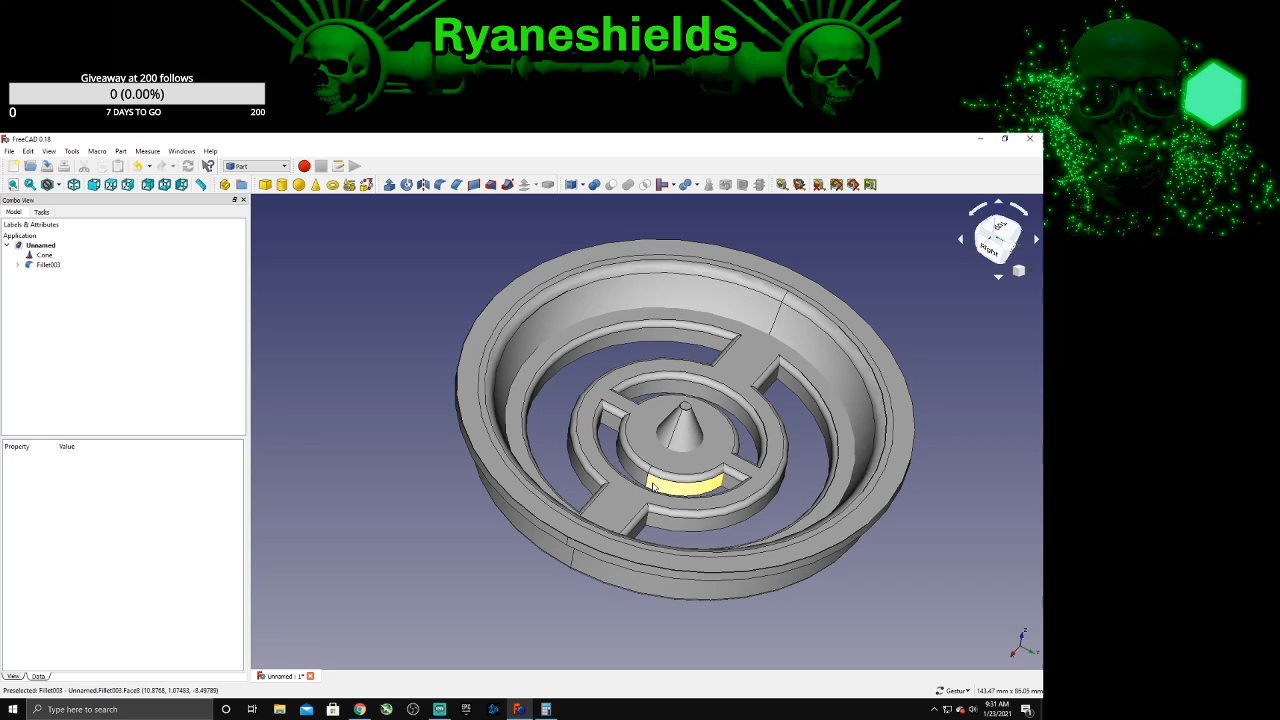 Ryaneshields
Giveaway at 200 follows
0 (0.00%)
0
7 DAYS TO GO
200
FreeCAD 0.18
File Edit View Tools Macro Part Measure Windows Help
Part
Combo View
Model Tasks
Labels & Attributes
Application
Unnamed
Cone
Fillet003
Right
Property Value
View Data
Unnamed : 1*
Preselected: Fillet003 - Unnamed.Fillet003.Face8 (10.8768, 1.07483, -8.49789)
Gestur
143.47 mm x 86.05 mm
Type here to search
9:31 AM
1/23/2021